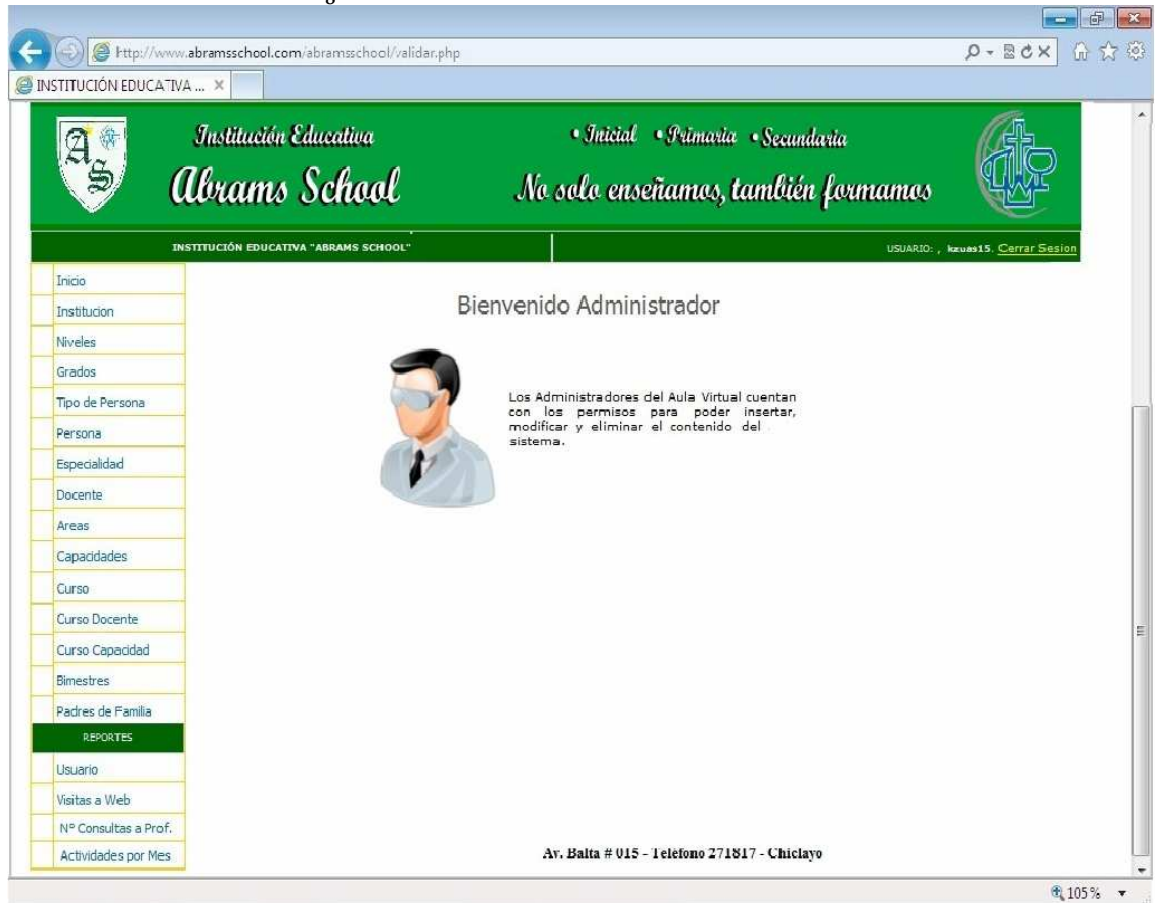 http://www.abramsschool.com/abramsschool/validar.php
INSTITUCIÓN EDUCATIVA ...
AS
Institución Educativa
Abrams School
• Inicial • Primaria • Secundaria
No solo enseñamos, también formamos
INSTITUCIÓN EDUCATIVA "ABRAMS SCHOOL"
USUARIO: , kzuas15. Cerrar Sesion
Inicio
Institucion
Niveles
Grados
Tipo de Persona
Persona
Especialidad
Docente
Areas
Capacidades
Curso
Curso Docente
Curso Capacidad
Bimestres
Padres de Familia
REPORTES
Usuario
Visitas a Web
Nº Consultas a Prof.
Actividades por Mes
Bienvenido Administrador
Los Administradores del Aula Virtual cuentan
con los permisos para poder insertar,
modificar y eliminar el contenido del
sistema.
Av. Balta # 015 - Teléfono 271817 - Chiclayo
105%